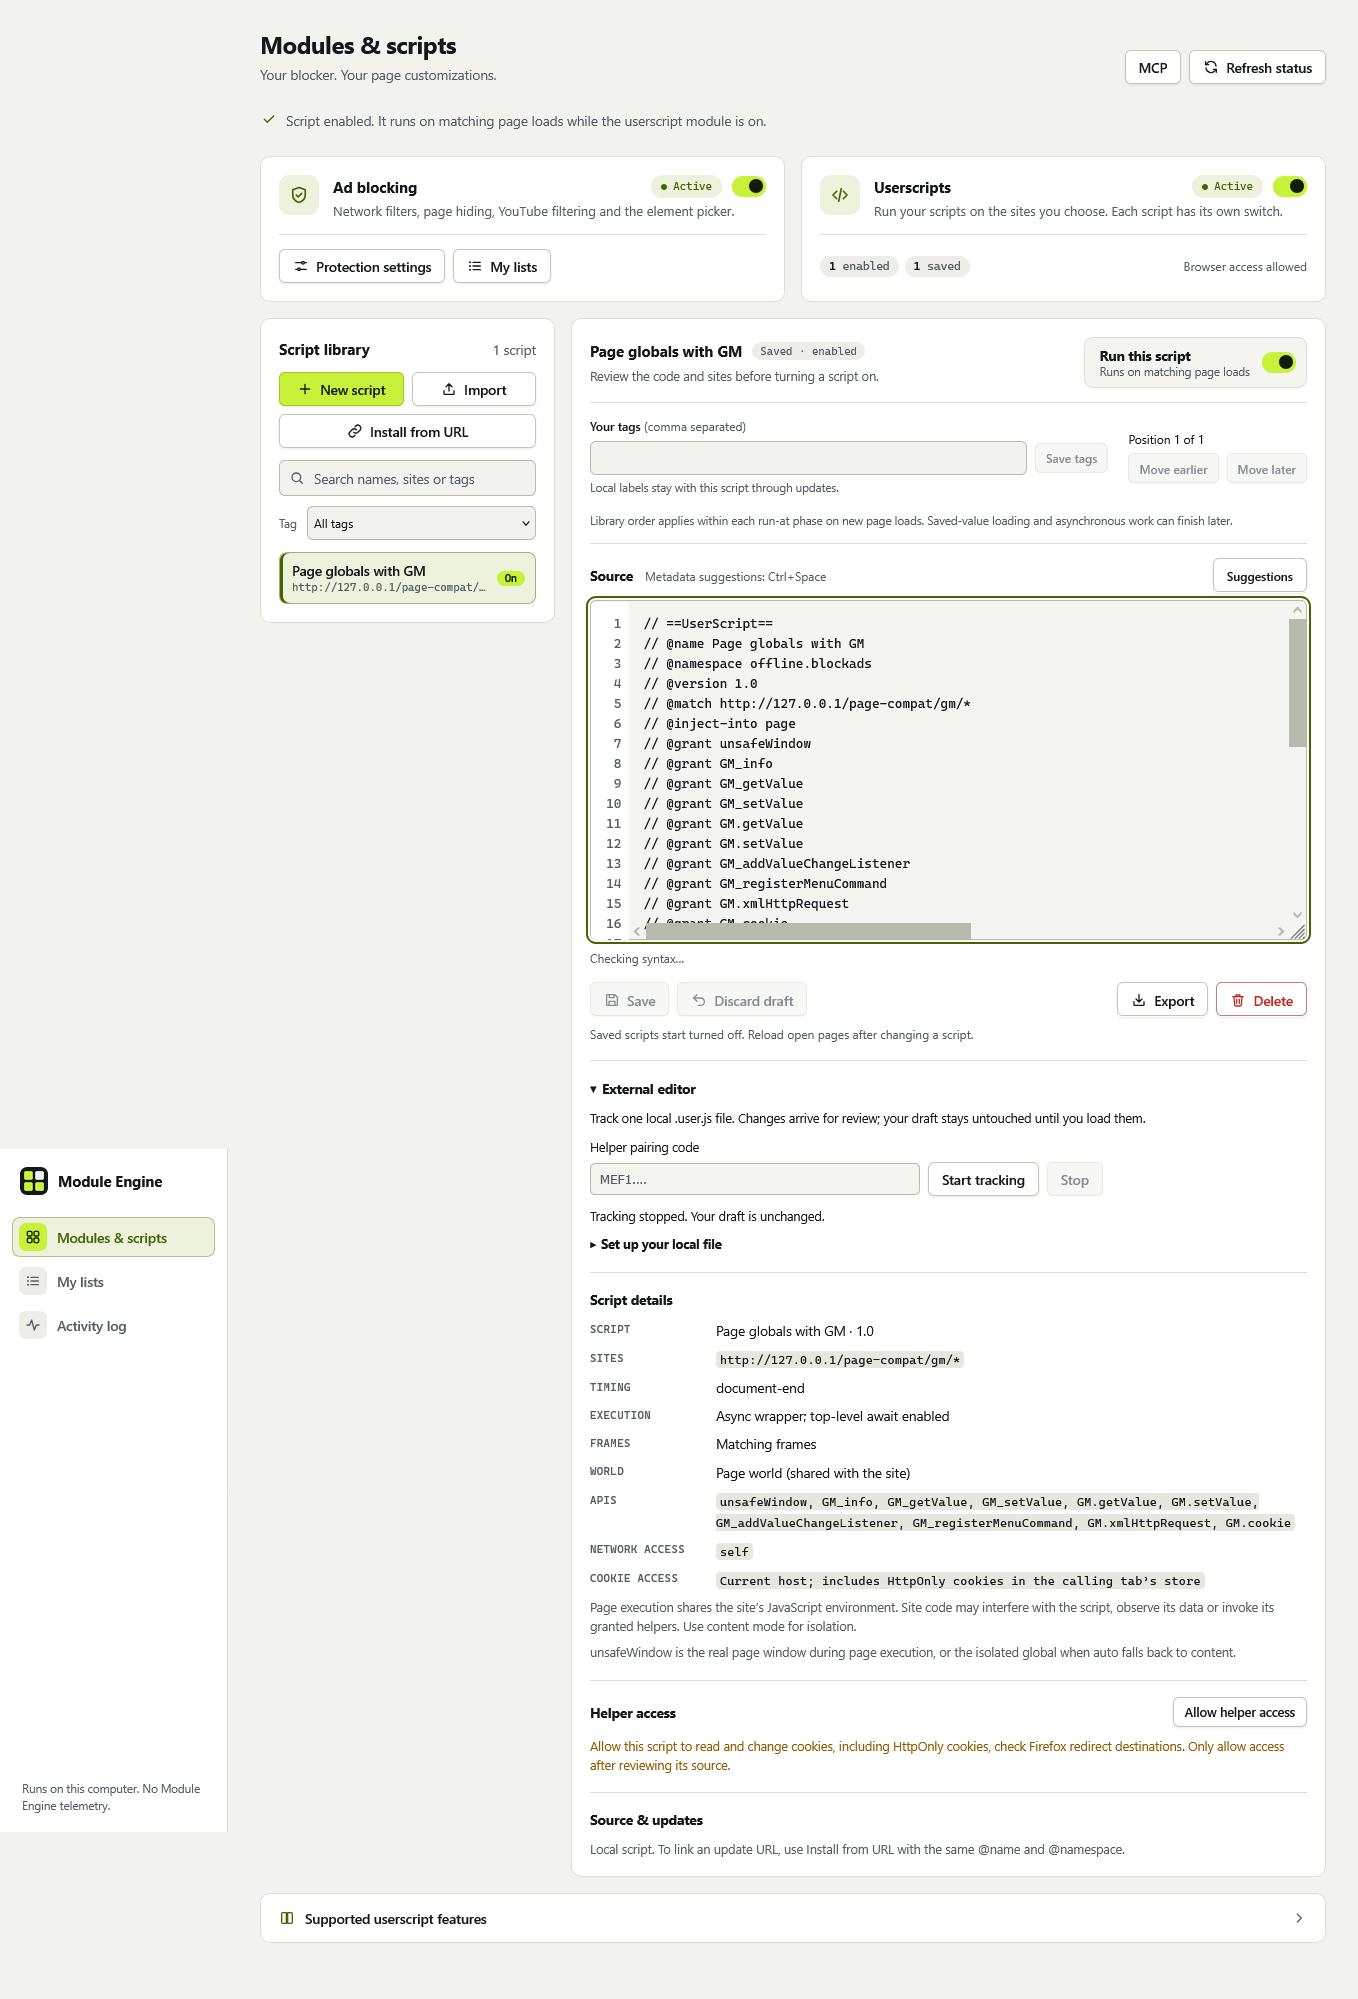 Modules & scripts
Your blocker. Your page customizations.
MCP
Refresh status
Script enabled. It runs on matching page loads while the userscript module is on.
Ad blocking
Active
Network filters, page hiding, YouTube filtering and the element picker.
Protection settings
My lists
Userscripts
Active
Run your scripts on the sites you choose. Each script has its own switch.
1 enabled
1 saved
Browser access allowed
Script library
1 script
New script
Import
Install from URL
Search names, sites or tags
Tag
All tags
Page globals with GM
http://127.0.0.1/page-compat/…
On
Page globals with GM
Saved · enabled
Review the code and sites before turning a script on.
Run this script
Runs on matching page loads
Your tags (comma separated)
Save tags
Local labels stay with this script through updates.
Position 1 of 1
Move earlier
Move later
Library order applies within each run-at phase on new page loads. Saved-value loading and asynchronous work can finish later.
Source
Metadata suggestions: Ctrl+Space
Suggestions
1 // ==UserScript==
2 // @name Page globals with GM
3 // @namespace offline.blockads
4 // @version 1.0
5 // @match http://127.0.0.1/page-compat/gm/*
6 // @inject-into page
7 // @grant unsafeWindow
8 // @grant GM_info
9 // @grant GM_getValue
10 // @grant GM_setValue
11 // @grant GM.getValue
12 // @grant GM.setValue
13 // @grant GM_addValueChangeListener
14 // @grant GM_registerMenuCommand
15 // @grant GM.xmlHttpRequest
16 // @grant GM.cookie
Checking syntax…
Save
Discard draft
Export
Delete
Saved scripts start turned off. Reload open pages after changing a script.
External editor
Track one local .user.js file. Changes arrive for review; your draft stays untouched until you load them.
Helper pairing code
MEF1.…
Start tracking
Stop
Tracking stopped. Your draft is unchanged.
Set up your local file
Script details
SCRIPT
Page globals with GM · 1.0
SITES
http://127.0.0.1/page-compat/gm/*
TIMING
document-end
EXECUTION
Async wrapper; top-level await enabled
FRAMES
Matching frames
WORLD
Page world (shared with the site)
APIS
unsafeWindow, GM_info, GM_getValue, GM_setValue, GM.getValue, GM.setValue,
GM_addValueChangeListener, GM_registerMenuCommand, GM.xmlHttpRequest, GM.cookie
NETWORK ACCESS
self
COOKIE ACCESS
Current host; includes HttpOnly cookies in the calling tab's store
Page execution shares the site's JavaScript environment. Site code may interfere with the script, observe its data or invoke its
granted helpers. Use content mode for isolation.
unsafeWindow is the real page window during page execution, or the isolated global when auto falls back to content.
Helper access
Allow helper access
Allow this script to read and change cookies, including HttpOnly cookies, check Firefox redirect destinations. Only allow access
after reviewing its source.
Source & updates
Local script. To link an update URL, use Install from URL with the same @name and @namespace.
Supported userscript features
Module Engine
Modules & scripts
My lists
Activity log
Runs on this computer. No Module
Engine telemetry.